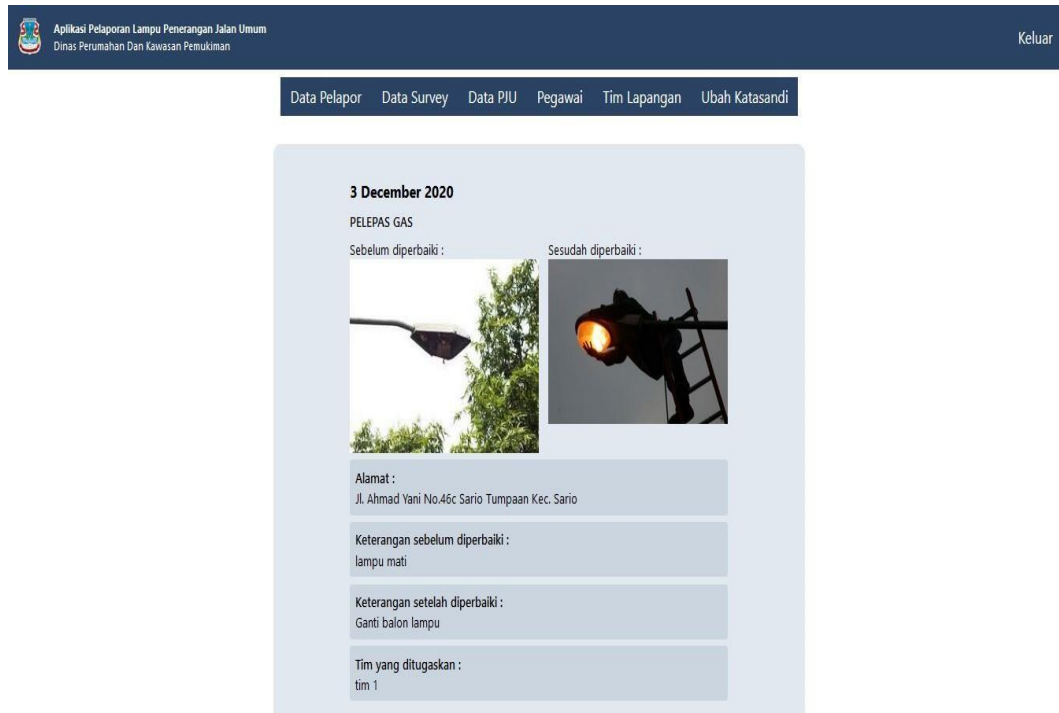 Aplikasi Pelaporan Lampu Penerangan Jalan Umum
Dinas Perumahan Dan Kawasan Pemukiman
Keluar
Data Pelapor Data Survey Data PJU Pegawai Tim Lapangan Ubah Katasandi
3 December 2020
PELEPAS GAS
Sebelum diperbaiki :
Sesudah diperbaiki :
Alamat :
Jl. Ahmad Yani No.46c Sario Tumpaan Kec. Sario
Keterangan sebelum diperbaiki :
lampu mati
Keterangan setelah diperbaiki :
Ganti balon lampu
Tim yang ditugaskan :
tim 1